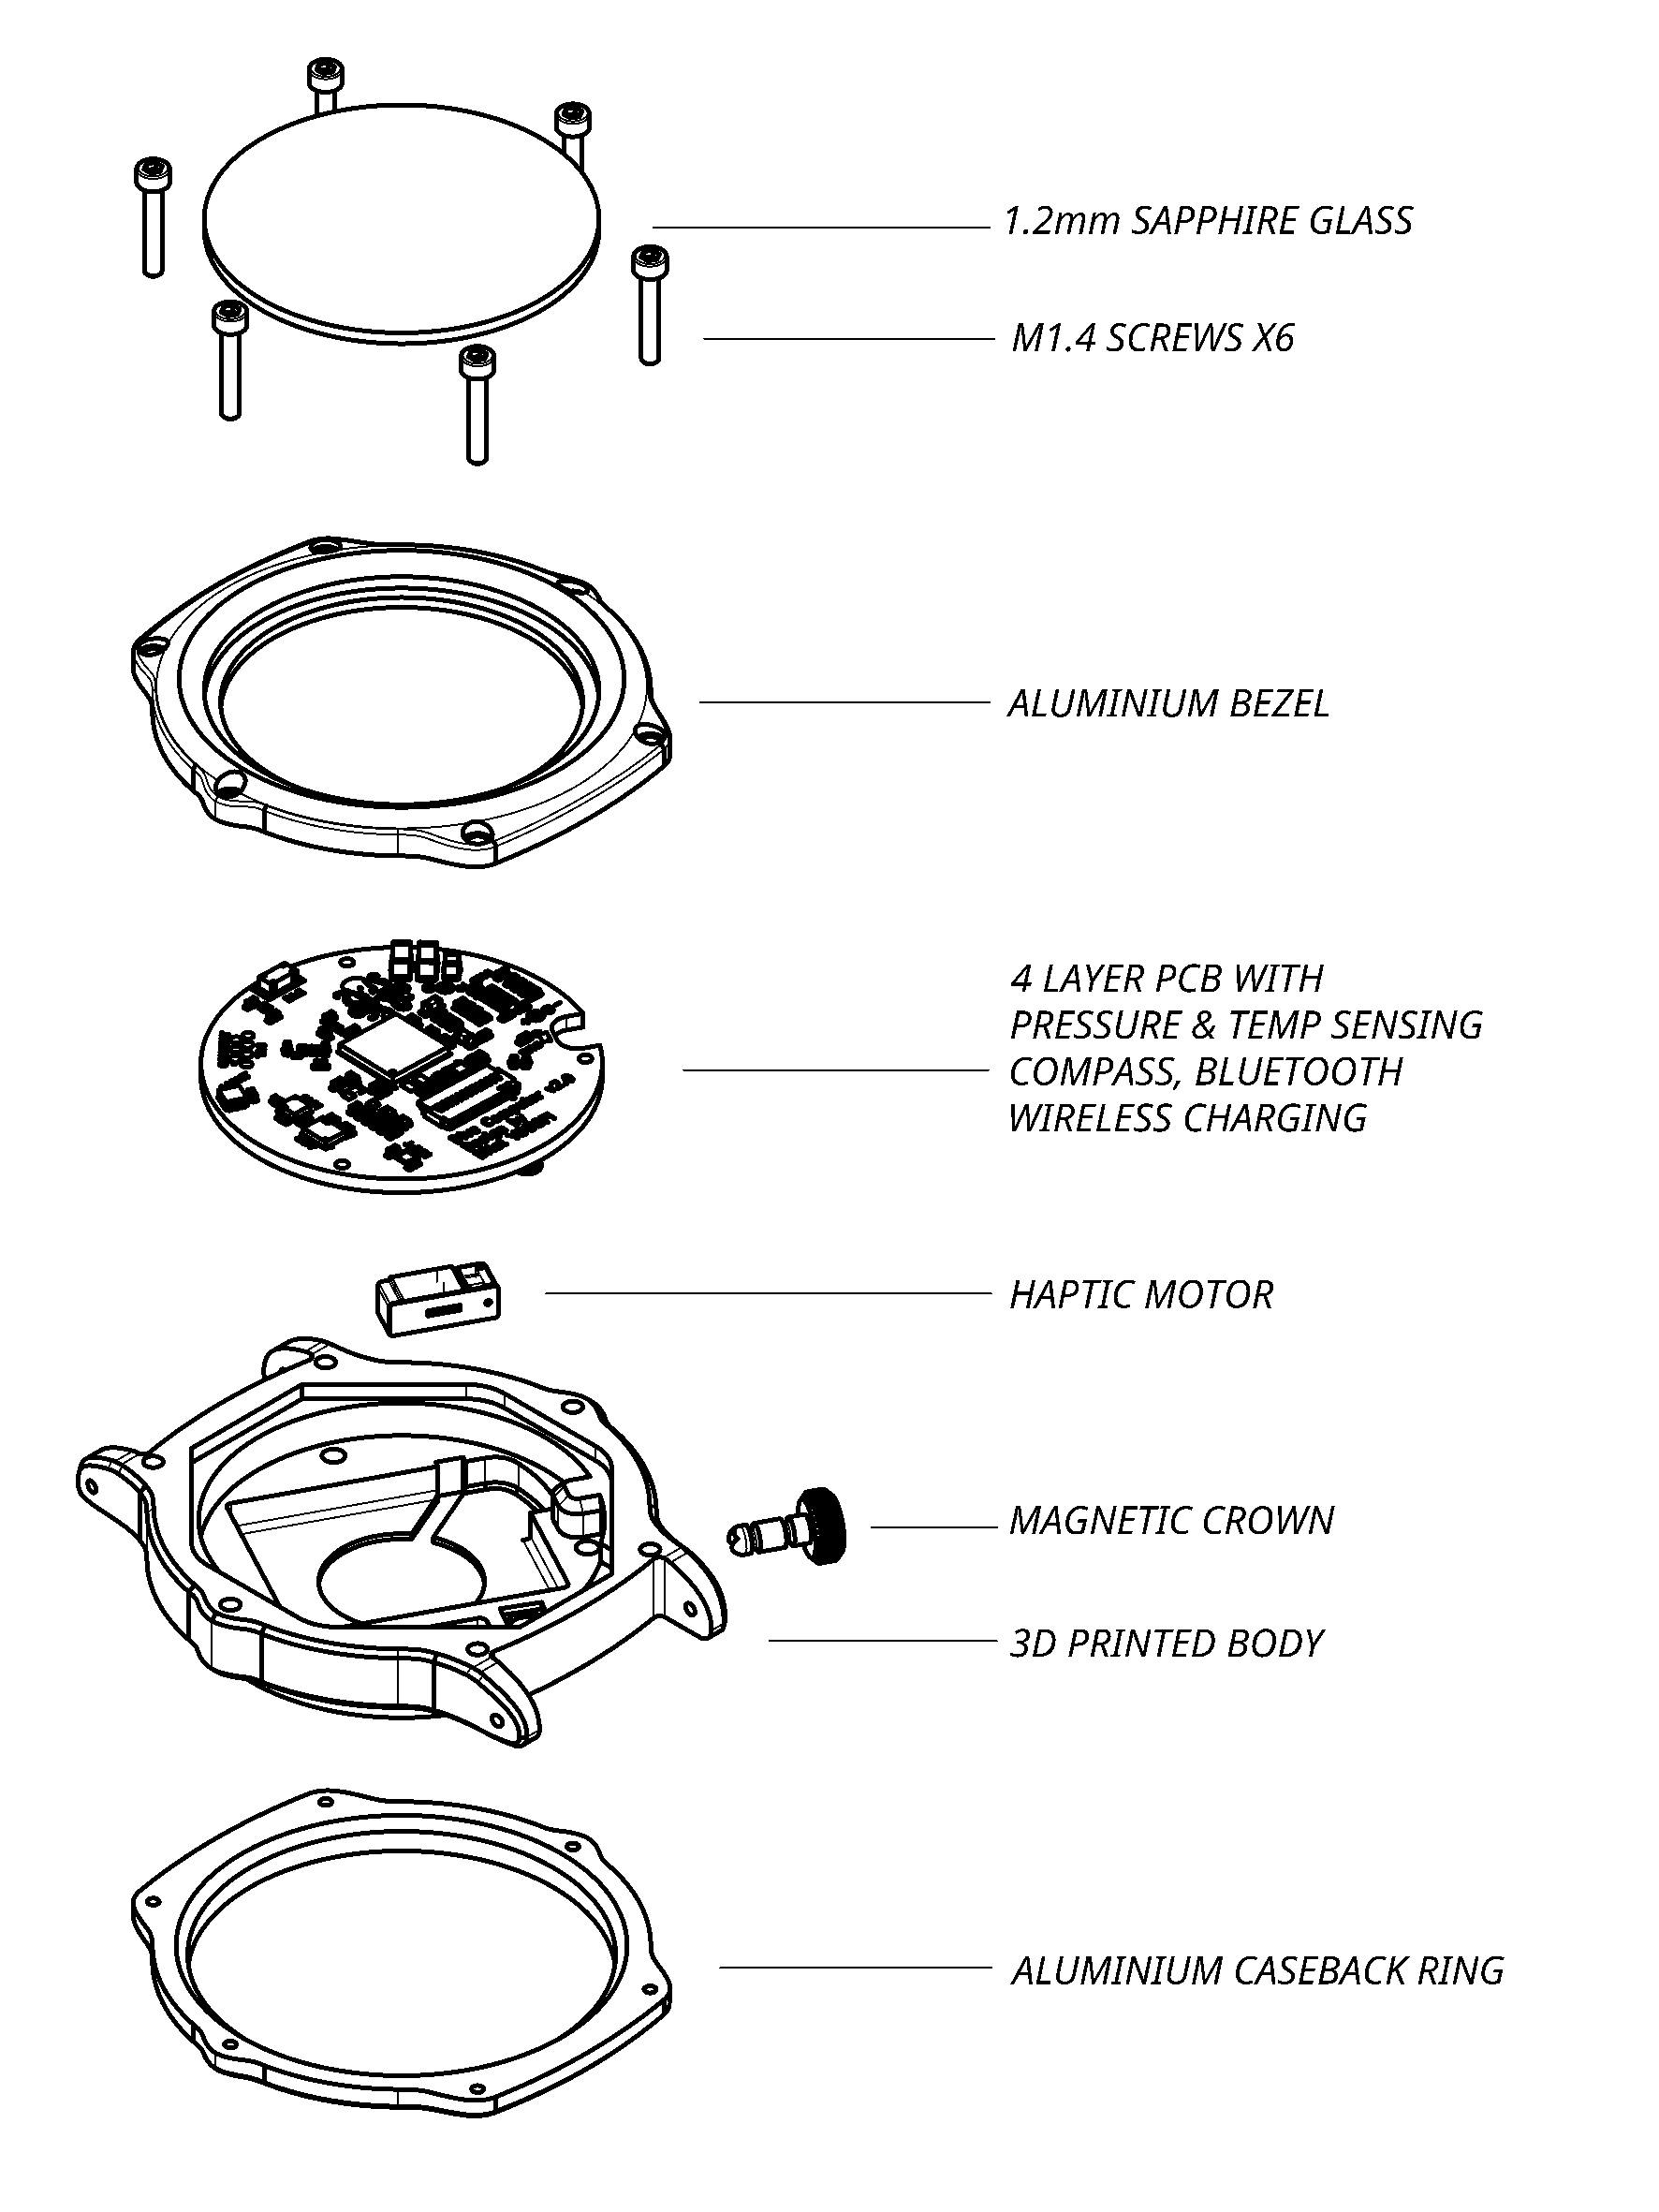 1.2mm SAPPHIRE GLASS
M1.4 SCREWS X6
ALUMINIUM BEZEL
4 LAYER PCB WITH
PRESSURE & TEMP SENSING
COMPASS, BLUETOOTH
WIRELESS CHARGING
HAPTIC MOTOR
MAGNETIC CROWN
3D PRINTED BODY
ALUMINIUM CASEBACK RING